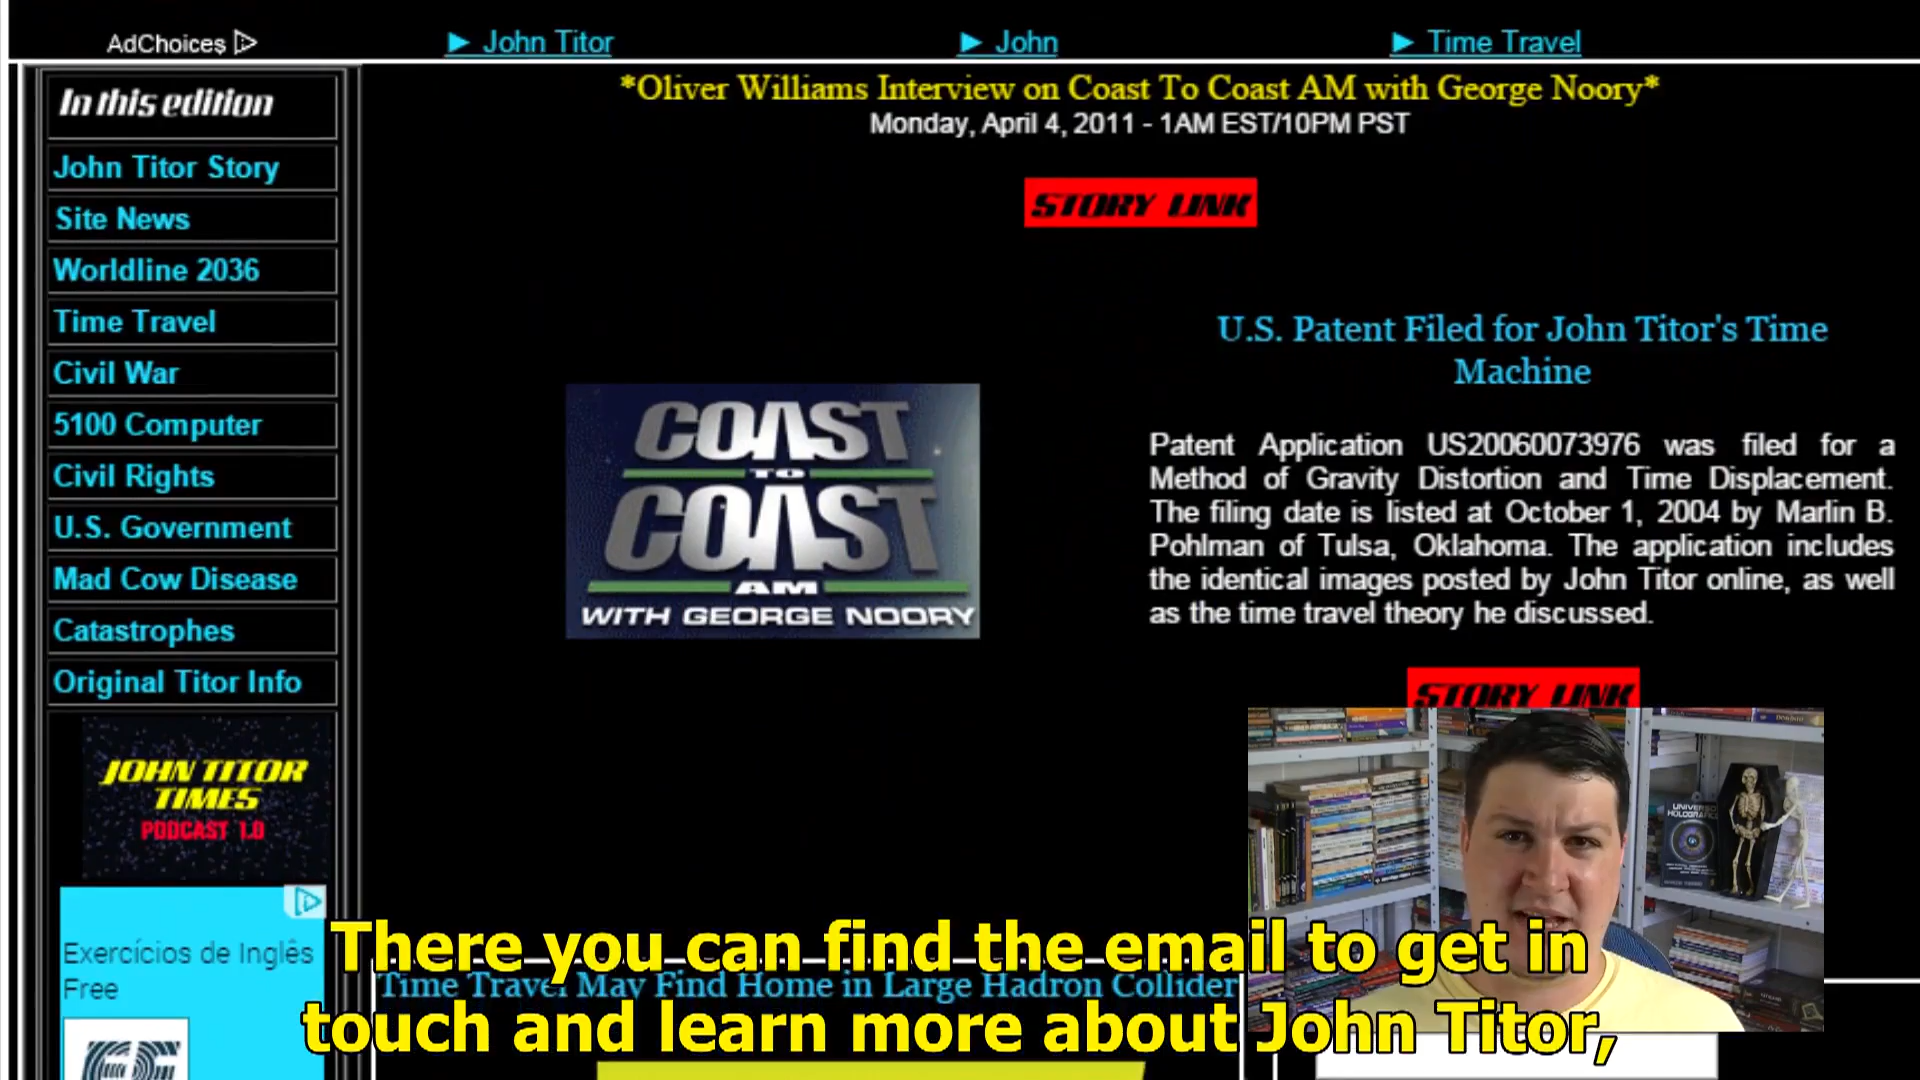 AdChoices
► John Titor
► John
► Time Travel
In this edition
John Titor Story
Site News
Worldline 2036
Time Travel
Civil War
5100 Computer
Civil Rights
U.S. Government
Mad Cow Disease
Catastrophes
Original Titor Info
JOHN TITOR
TIMES
PODCAST 1.0
Exercícios de Inglês
Free
*Oliver Williams Interview on Coast To Coast AM with George Noory*
Monday, April 4, 2011 - 1AM EST/10PM PST
STORY LINK
COAST
TO
COAST
AM
WITH GEORGE NOORY
U.S. Patent Filed for John Titor's Time
Machine
Patent Application US20060073976 was filed for a
Method of Gravity Distortion and Time Displacement.
The filing date is listed at October 1, 2004 by Marlin B.
Pohlman of Tulsa, Oklahoma. The application includes
the identical images posted by John Titor online, as well
as the time travel theory he discussed.
STORY LINK
UNIVERSO
HOLOGRÁFICO
Time Travel May Find Home in Large Hadron Collider
There you can find the email to get in
touch and learn more about John Titor,